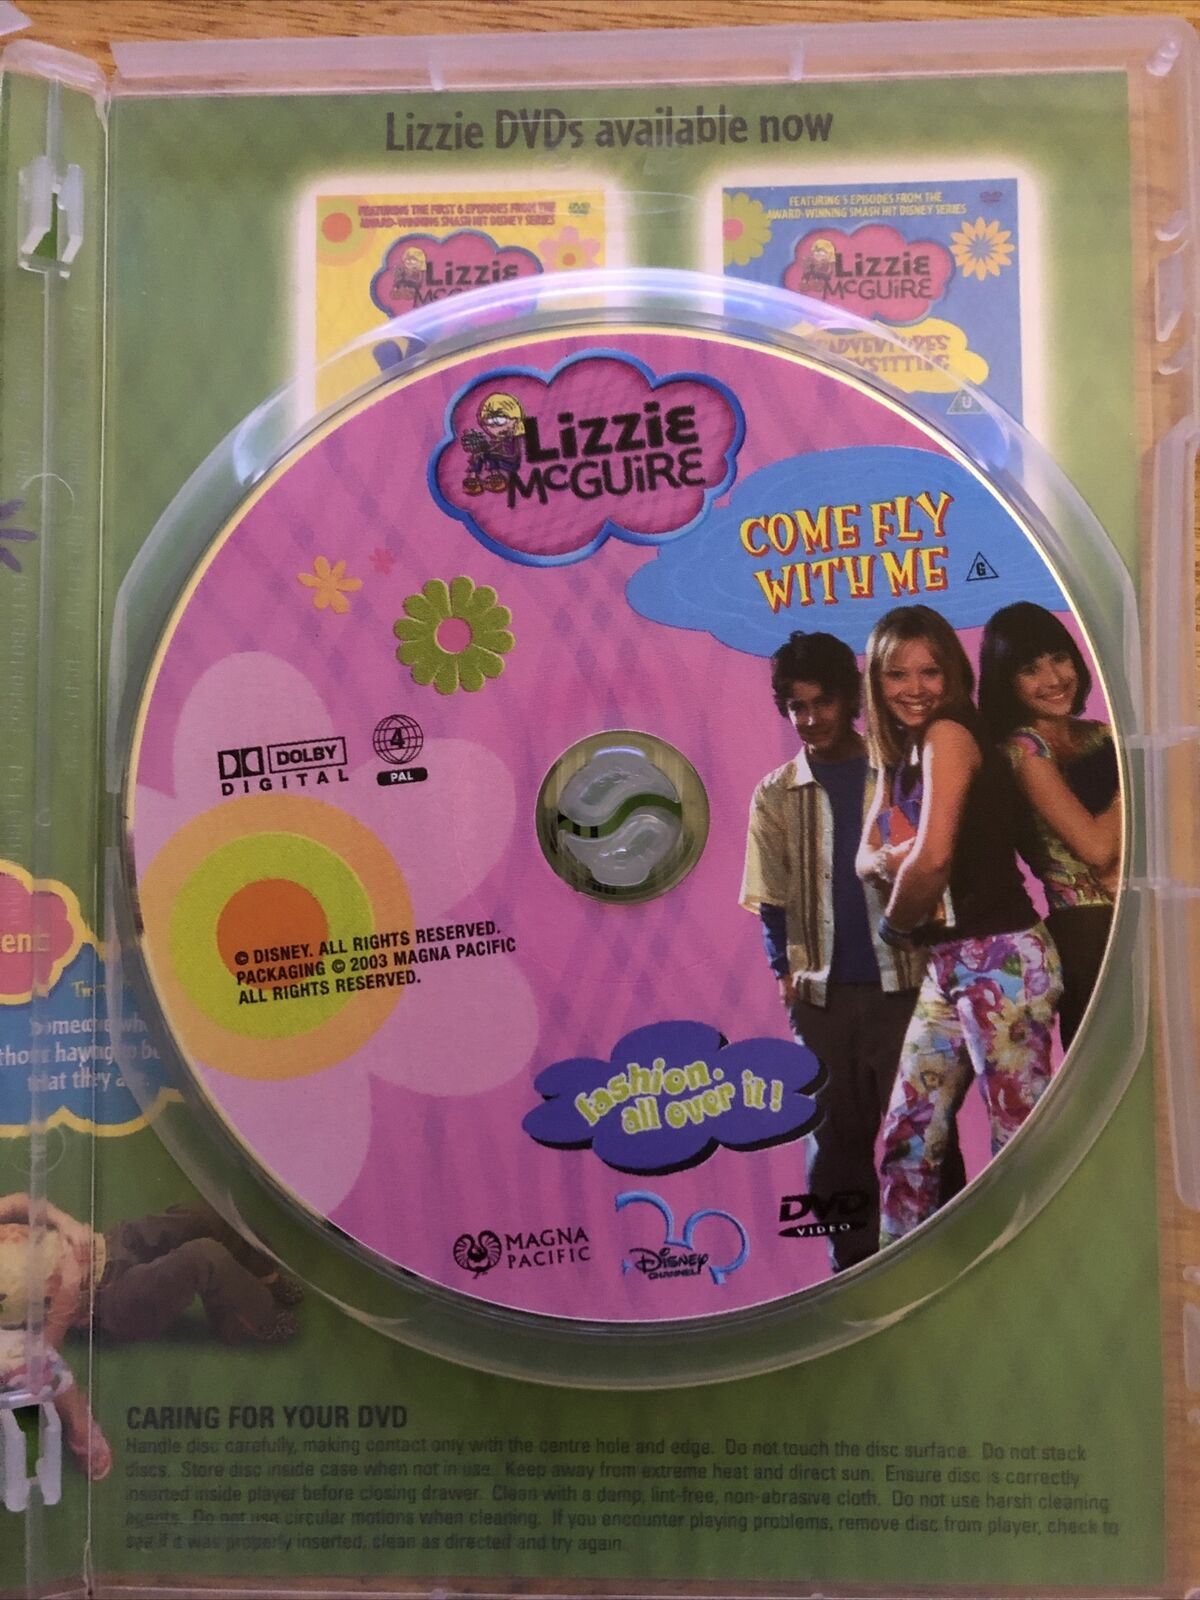 Lizzie DVDs available now
FEATURING THE FIRST 6 EPISODES FROM THE
AWARD-WINNING SMASH HIT DISNEY SERIES
Lizzie
FEATURING 5 EPISODES FROM THE
AWARD-WINNING SMASH HIT DISNEY SERIES
DVD
Lizzie
McGUiRE
U
Lizzie
McGUiRE
COME FLY
WITH ME
G
DOLBY
DIGITAL
4
PAL
© DISNEY. ALL RIGHTS RESERVED.
PACKAGING © 2003 MAGNA PACIFIC
ALL RIGHTS RESERVED.
fashion.
all over it!
MAGNA
PACIFIC
Disney
CHANNEL
DVD
VIDEO
that they
CARING FOR YOUR DVD
Handle disc carefully, making contact only with the centre hole and edge. Do not touch the disc surface. Do not stack
discs. Store disc inside case when not in use. Keep away from extreme heat and direct sun. Ensure disc is correctly
inserted inside player before closing drawer. Clean with a damp, lint-free, non-abrasive cloth. Do not use harsh cleaning
agents. Do not use circular motions when cleaning. If you encounter playing problems, remove disc from player, check to
see if it was properly inserted, clean as directed and try again.